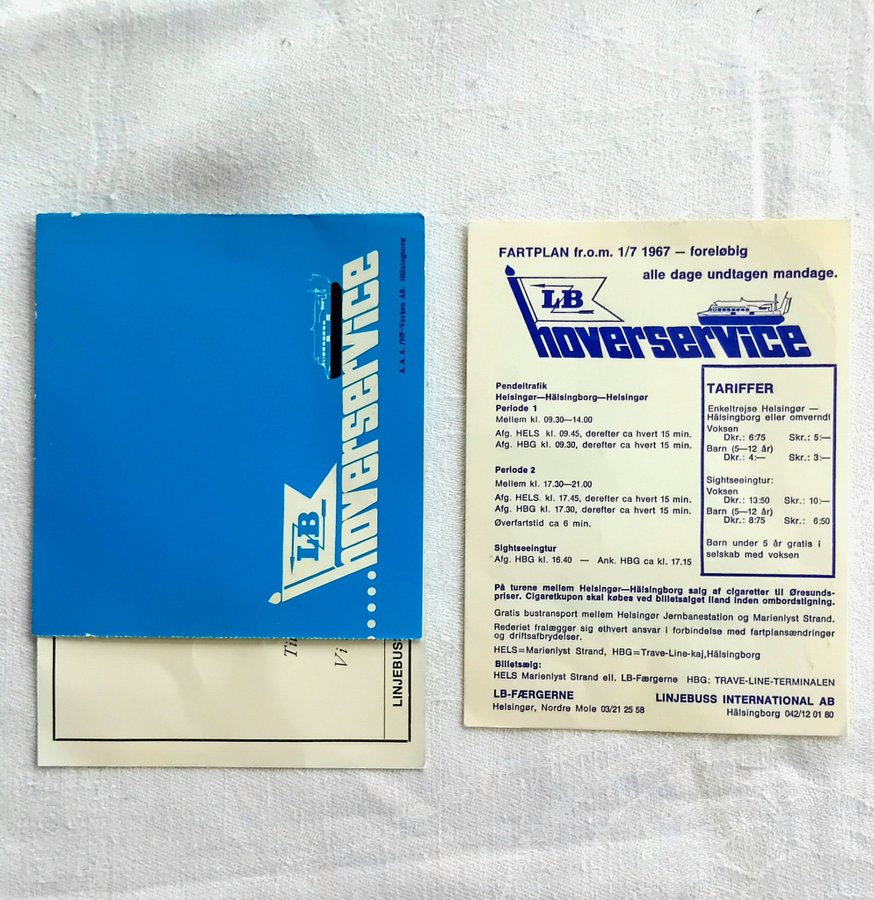 LB
hoverservice
A.A.A./NP-Verken AB. Hälsingborg
Vi
LINJEBUSS
FARTPLAN fr.o.m. 1/7 1967 — foreløbig
alle dage undtagen mandage.
LB
hoverservice
Pendeltrafik
Helsingør—Hälsingborg—Helsingør
Periode 1
Mellem kl. 09.30—14.00
Afg. HELS kl. 09.45, derefter ca hvert 15 min.
Afg. HBG kl. 09.30, derefter ca hvert 15 min.
Periode 2
Mellem kl. 17.30—21.00
Afg. HELS. kl. 17.45, derefter ca hvert 15 min.
Afg. HBG kl. 17.30, derefter ca hvert 15 min.
Øverfartstid ca 6 min.
Sightseeingtur
Afg. HBG kl. 16.40 — Ank. HBG ca kl. 17.15
TARIFFER
Enkeltrejse Helsingør —
Hälsingborg eller omverndt
Voksen
Dkr.: 6:75 Skr.: 5:—
Barn (5—12 år)
Dkr.: 4:— Skr.: 3:—
Sightseeingtur:
Voksen
Dkr.: 13:50 Skr.: 10:—
Barn (5—12 år)
Dkr.: 8:75 Skr.: 6:50
Børn under 5 år gratis i
selskab med voksen
På turene mellem Helsingør—Hälsingborg salg af cigaretter til Øresunds-
priser. Cigaretkupon skal købes ved billetsalget iland inden ombordstigning.
Gratis bustransport mellem Helsingør Jernbanestation og Marienlyst Strand.
Rederiet fralægger sig ethvert ansvar i forbindelse med fartplansændringer
og driftsafbrydelser.
HELS=Marienlyst Strand, HBG=Trave-Line-kaj,Hälsingborg
Billetsælg:
HELS Marienlyst Strand ell. LB-Færgerne HBG: TRAVE-LINE-TERMINALEN
LB-FÆRGERNE LINJEBUSS INTERNATIONAL AB
Helsingør, Nordre Mole 03/21 25 58 Hälsingborg 042/12 01 80